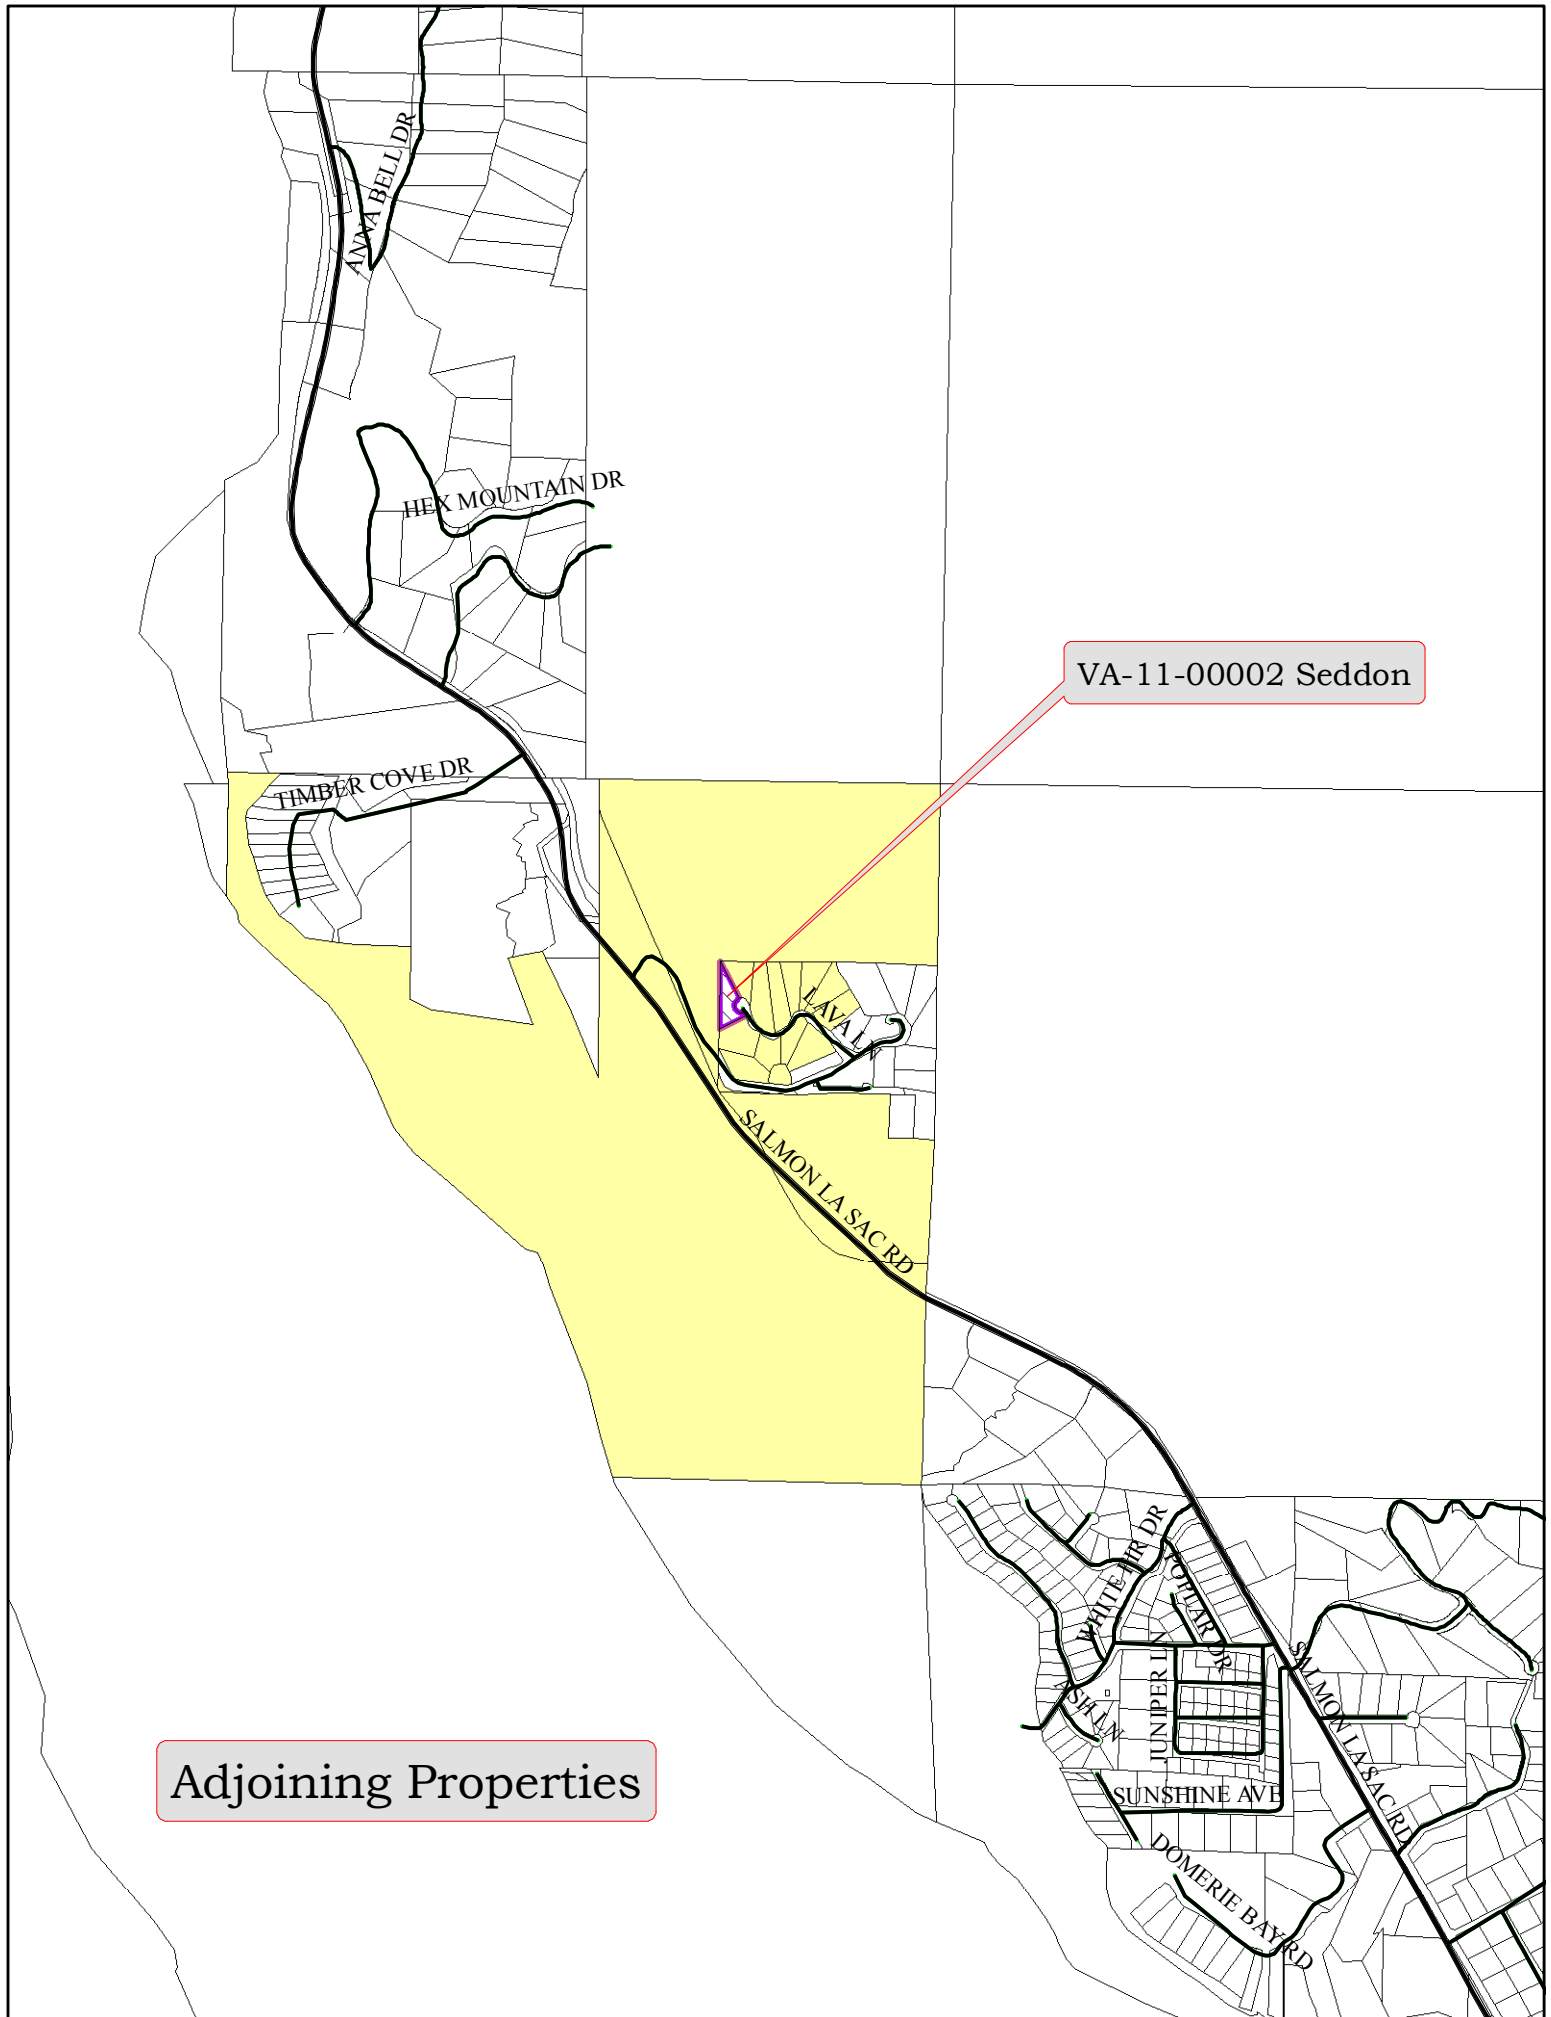 ANNA BELL DR
HEX MOUNTAIN DR
VA-11-00002 Seddon
TIMBER COVE DR
LAVA LN
SALMON LA SAC RD
WHITE FIR DR
POPLAR DR
JUNIPER LN
ASH LN
SALMON LA SAC RD
SUNSHINE AVE
DOMERIE BAY RD
Adjoining Properties